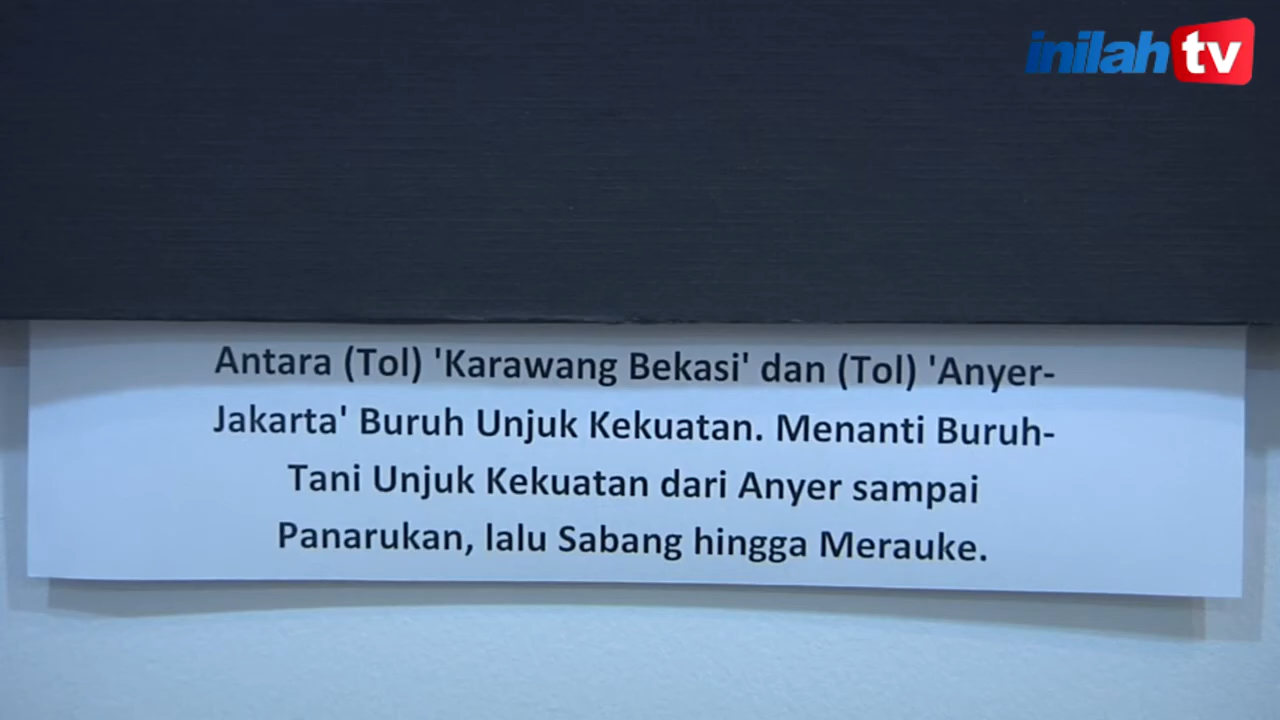 inilah tv
Antara (Tol) 'Karawang Bekasi' dan (Tol) 'Anyer-
Jakarta' Buruh Unjuk Kekuatan. Menanti Buruh-
Tani Unjuk Kekuatan dari Anyer sampai
Panarukan, lalu Sabang hingga Merauke.